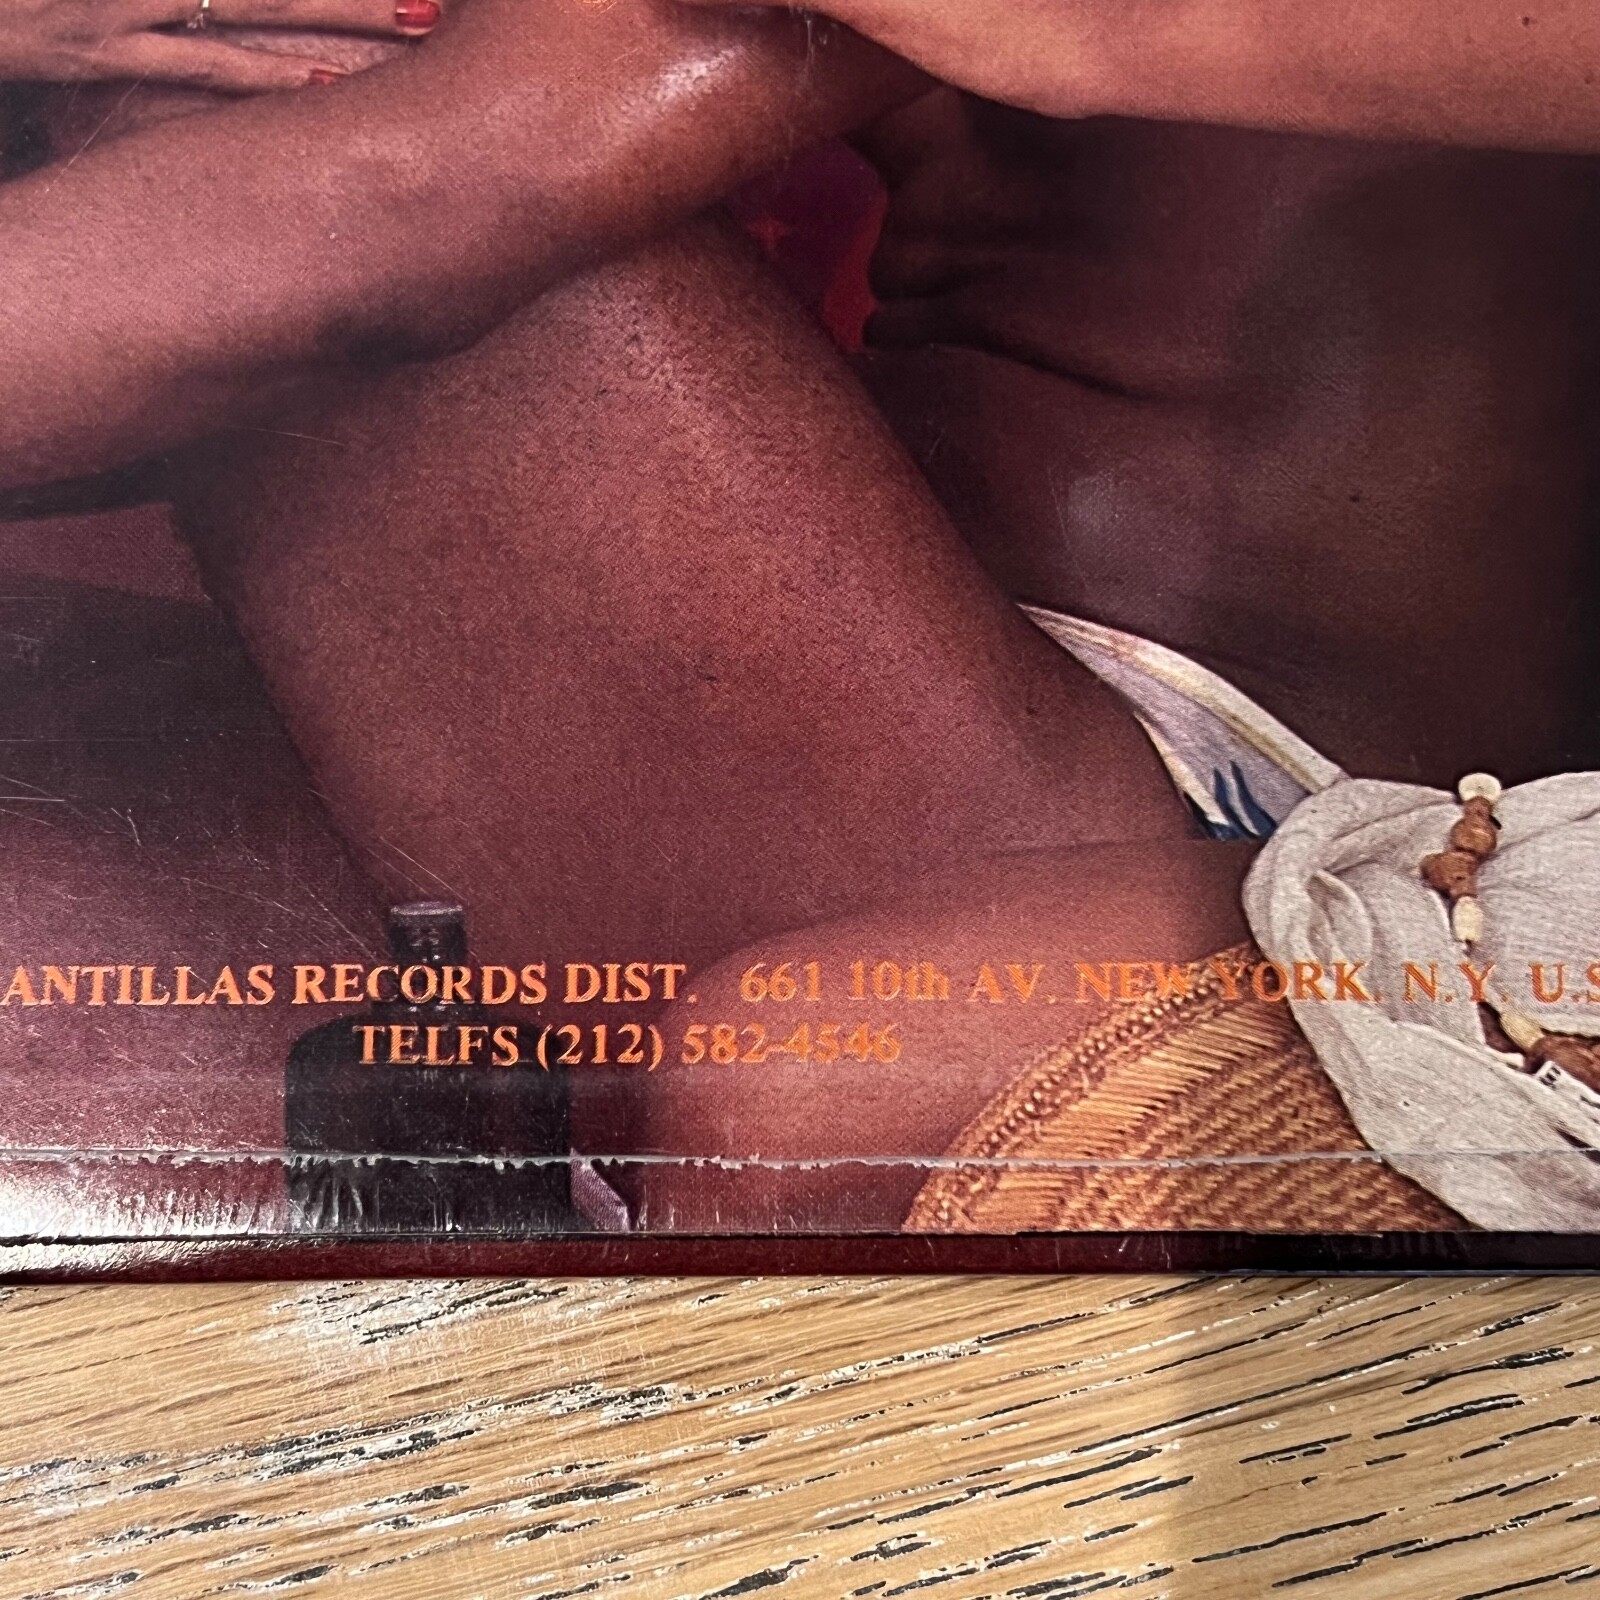 ANTILLAS RECORDS DIST. 661 10th AV. NEW YORK. N.Y. U.S
TELFS (212) 582-4546